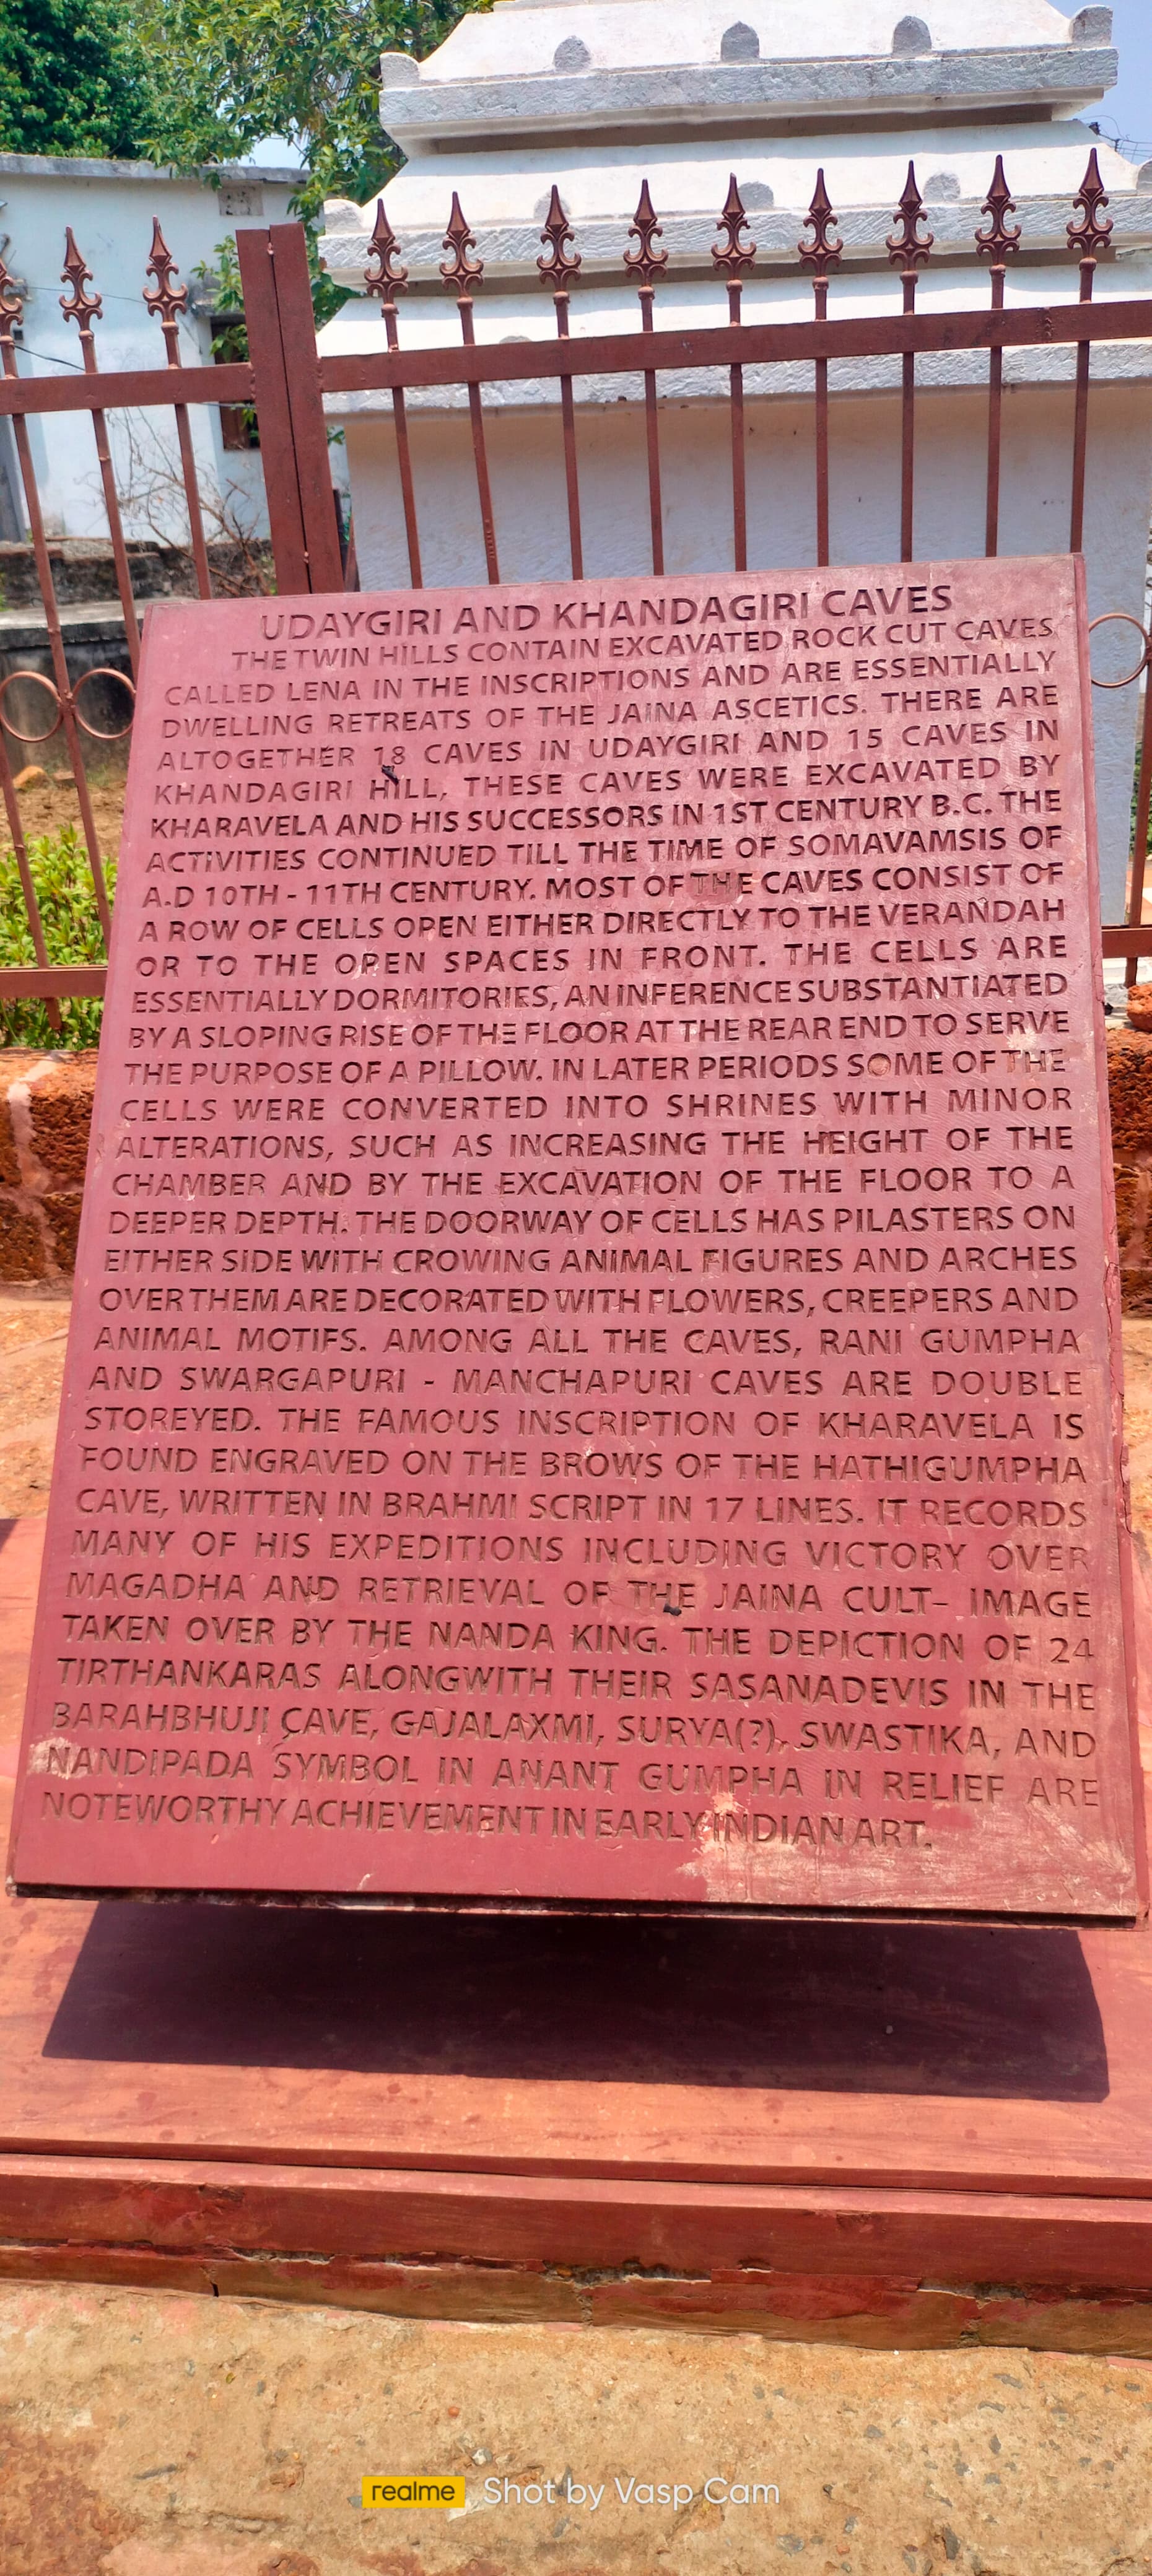 UDAYGIRI AND KHANDAGIRI CAVES
THE TWIN HILLS CONTAIN EXCAVATED ROCK CUT CAVES
CALLED LENA IN THE INSCRIPTIONS AND ARE ESSENTIALLY
DWELLING RETREATS OF THE JAINA ASCETICS. THERE ARE
ALTOGETHER 18 CAVES IN UDAYGIRI AND 15 CAVES IN
KHANDAGIRI HILL, THESE CAVES WERE EXCAVATED BY
KHARAVELA AND HIS SUCCESSORS IN 1ST CENTURY B.C. THE
ACTIVITIES CONTINUED TILL THE TIME OF SOMAVAMSIS OF
A.D 10TH - 11TH CENTURY. MOST OF THE CAVES CONSIST OF
A ROW OF CELLS OPEN EITHER DIRECTLY TO THE VERANDAH
OR TO THE OPEN SPACES IN FRONT. THE CELLS ARE
ESSENTIALLY DORMITORIES, AN INFERENCE SUBSTANTIATED
BY A SLOPING RISE OF THE FLOOR AT THE REAR END TO SERVE
THE PURPOSE OF A PILLOW. IN LATER PERIODS SOME OF THE
CELLS WERE CONVERTED INTO SHRINES WITH MINOR
ALTERATIONS, SUCH AS INCREASING THE HEIGHT OF THE
CHAMBER AND BY THE EXCAVATION OF THE FLOOR TO A
DEEPER DEPTH. THE DOORWAY OF CELLS HAS PILASTERS ON
EITHER SIDE WITH CROWING ANIMAL FIGURES AND ARCHES
OVER THEM ARE DECORATED WITH FLOWERS, CREEPERS AND
ANIMAL MOTIFS. AMONG ALL THE CAVES, RANI GUMPHA
AND SWARGAPURI - MANCHAPURI CAVES ARE DOUBLE
STOREYED. THE FAMOUS INSCRIPTION OF KHARAVELA IS
FOUND ENGRAVED ON THE BROWS OF THE HATHIGUMPHA
CAVE, WRITTEN IN BRAHMI SCRIPT IN 17 LINES. IT RECORDS
MANY OF HIS EXPEDITIONS INCLUDING VICTORY OVER
MAGADHA AND RETRIEVAL OF THE JAINA CULT- IMAGE
TAKEN OVER BY THE NANDA KING. THE DEPICTION OF 24
TIRTHANKARAS ALONGWITH THEIR SASANADEVIS IN THE
BARAHBHUJI CAVE, GAJALAXMI, SURYA(?), SWASTIKA, AND
NANDIPADA SYMBOL IN ANANT GUMPHA IN RELIEF ARE
NOTEWORTHY ACHIEVEMENT IN EARLY INDIAN ART.
realme Shot by Vasp Cam